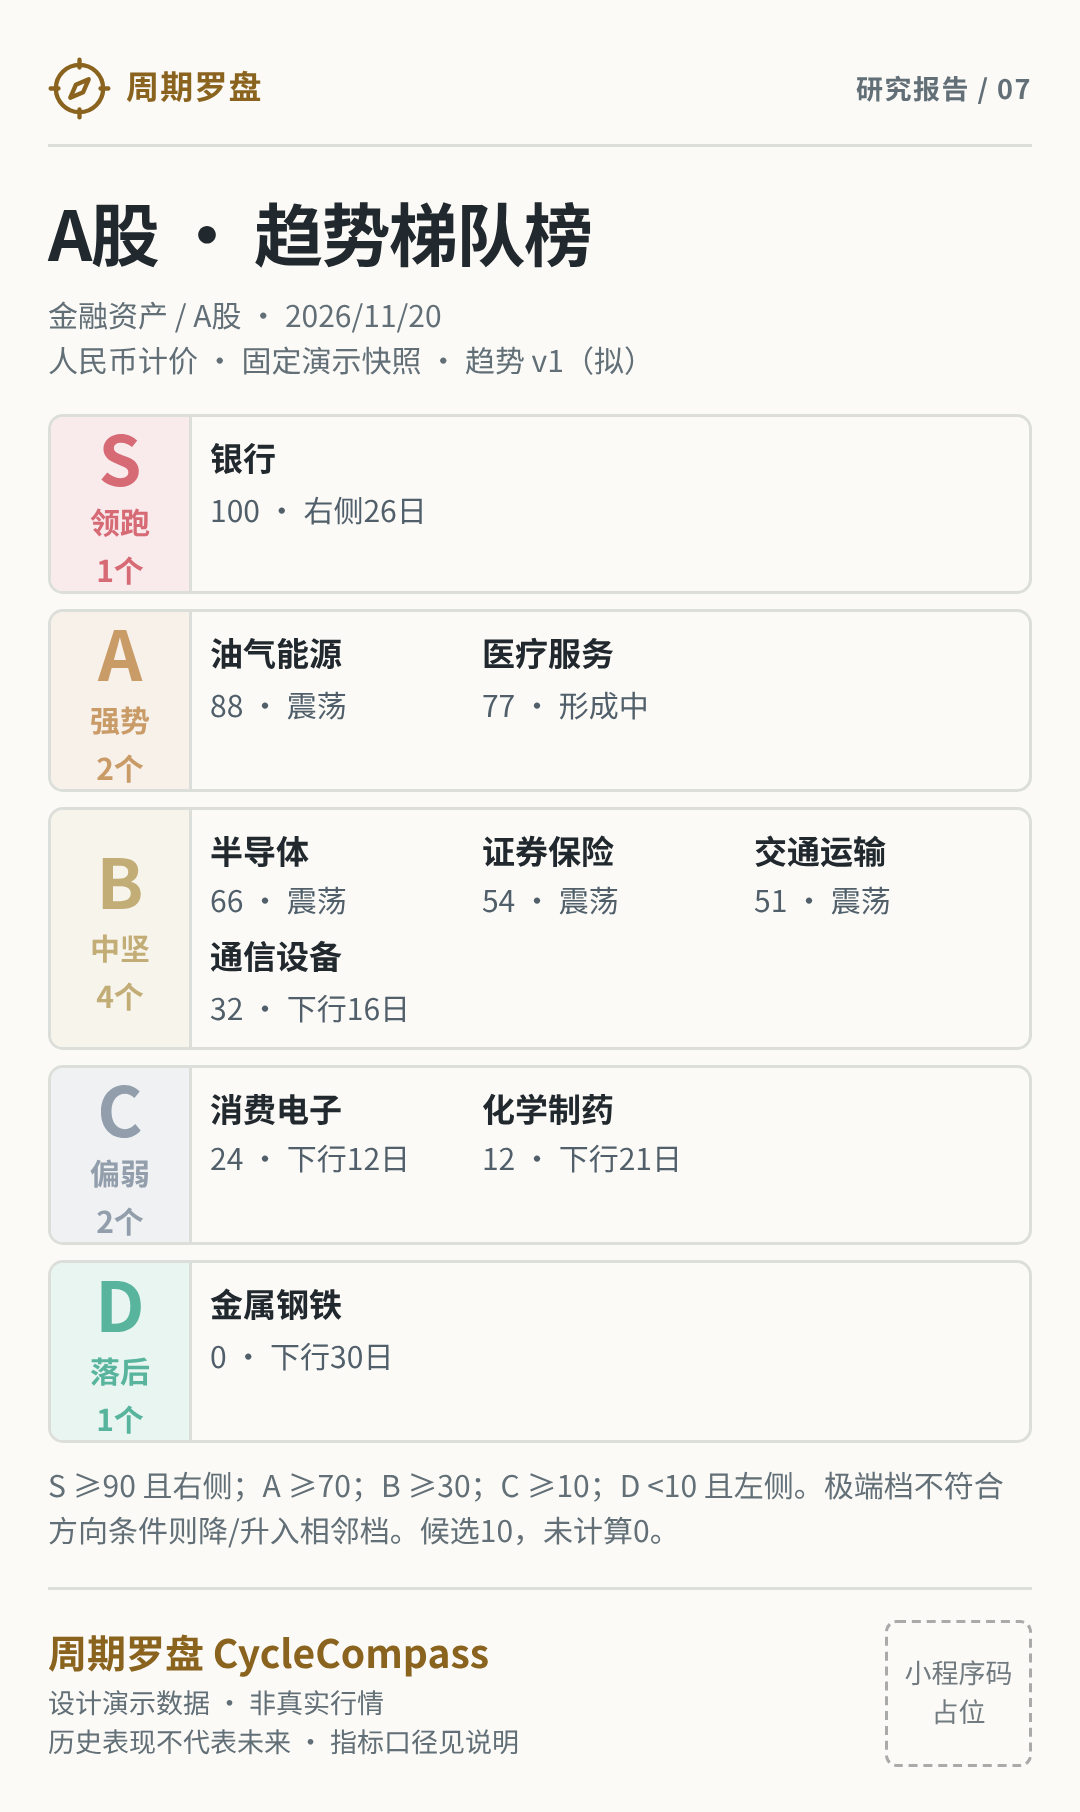 周期罗盘
研究报告 / 07
A股 · 趋势梯队榜
金融资产 / A股 · 2026/11/20
人民币计价 · 固定演示快照 · 趋势 v1（拟）
S
领跑
1个
银行
100 · 右侧26日
A
强势
2个
油气能源 医疗服务
88 · 震荡 77 · 形成中
B
中坚
4个
半导体 证券保险 交通运输
66 · 震荡 54 · 震荡 51 · 震荡
通信设备
32 · 下行16日
C
偏弱
2个
消费电子 化学制药
24 · 下行12日 12 · 下行21日
D
落后
1个
金属钢铁
0 · 下行30日
S ≥90 且右侧；A ≥70；B ≥30；C ≥10；D <10 且左侧。极端档不符合
方向条件则降/升入相邻档。候选10，未计算0。
周期罗盘 CycleCompass
设计演示数据 · 非真实行情
历史表现不代表未来 · 指标口径见说明
小程序码
占位